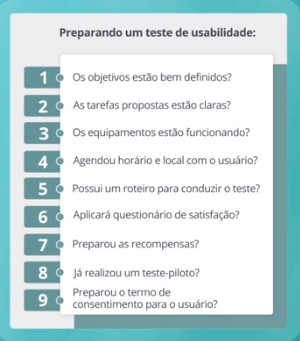 Preparando um teste de usabilidade:
1 Os objetivos estão bem definidos?
2 As tarefas propostas estão claras?
3 Os equipamentos estão funcionando?
4 Agendou horário e local com o usuário?
5 Possui um roteiro para conduzir o teste?
6 Aplicará questionário de satisfação?
7 Preparou as recompensas?
8 Já realizou um teste-piloto?
9 Preparou o termo de
consentimento para o usuário?